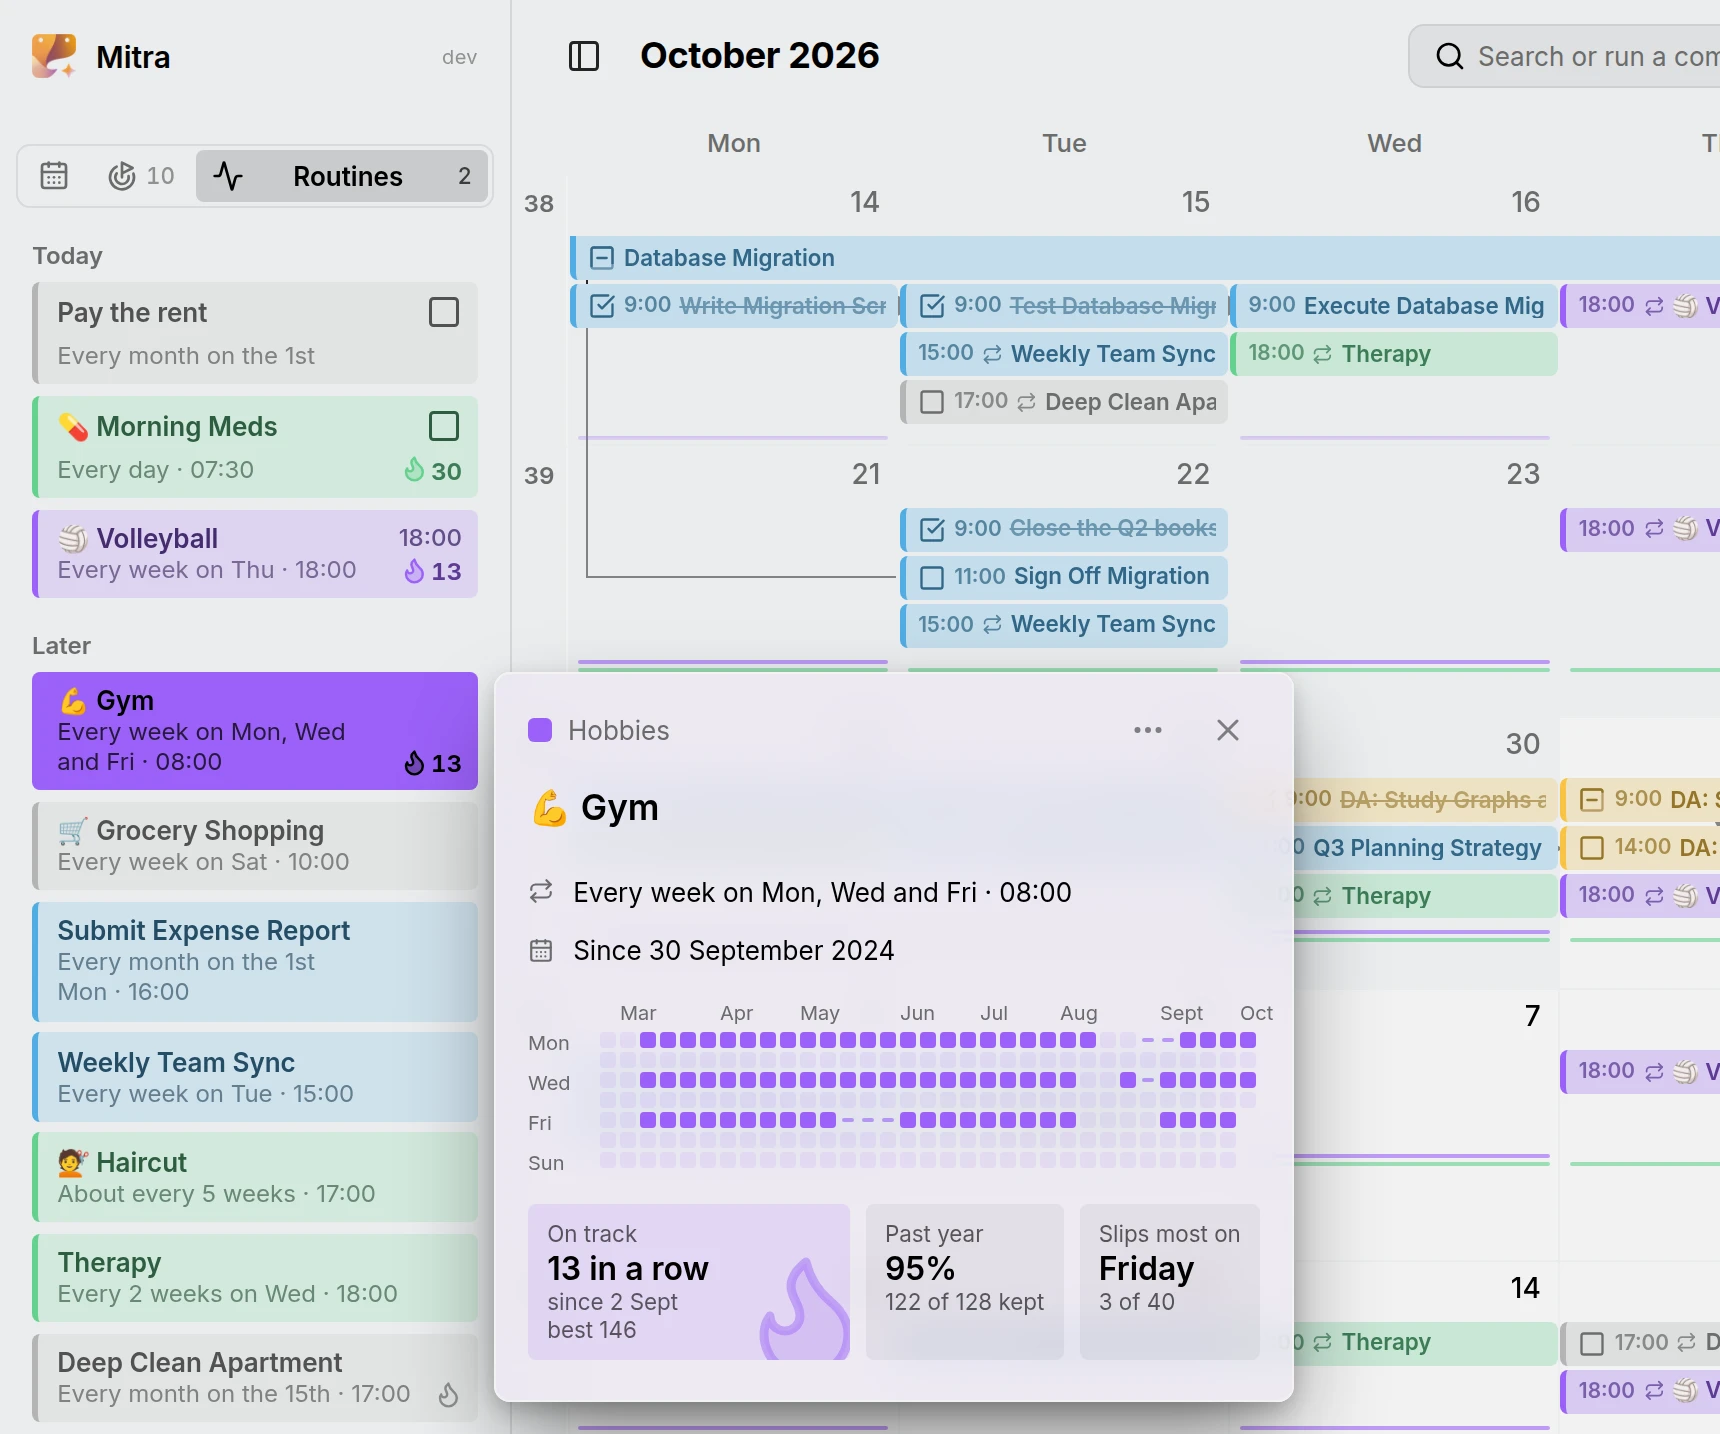 Mitra
dev
October 2026
Search or run a com
10
Routines
2
Mon
Tue
Wed
38
14
15
16
Today
Pay the rent
Every month on the 1st
Morning Meds
Every day · 07:30
30
Volleyball
18:00
Every week on Thu · 18:00
13
Later
Gym
Every week on Mon, Wed
and Fri · 08:00
13
Grocery Shopping
Every week on Sat · 10:00
Submit Expense Report
Every month on the 1st
Mon · 16:00
Weekly Team Sync
Every week on Tue · 15:00
Haircut
About every 5 weeks · 17:00
Therapy
Every 2 weeks on Wed · 18:00
Deep Clean Apartment
Every month on the 15th · 17:00
Database Migration
9:00 Write Migration Scr
9:00 Test Database Migr
9:00 Execute Database Mig
18:00 V
15:00 Weekly Team Sync
18:00 Therapy
17:00 Deep Clean Apa
39
21
22
23
9:00 Close the Q2 books
18:00 V
11:00 Sign Off Migration
15:00 Weekly Team Sync
30
9:00 DA: Study Graphs a
9:00 DA: S
Q3 Planning Strategy
14:00 DA:
Therapy
18:00 V
7
18:00 V
14
Therapy
17:00 D
18:00 V
Hobbies
Gym
Every week on Mon, Wed and Fri · 08:00
Since 30 September 2024
Mar Apr May Jun Jul Aug Sept Oct
Mon
Wed
Fri
Sun
On track
13 in a row
since 2 Sept
best 146
Past year
95%
122 of 128 kept
Slips most on
Friday
3 of 40